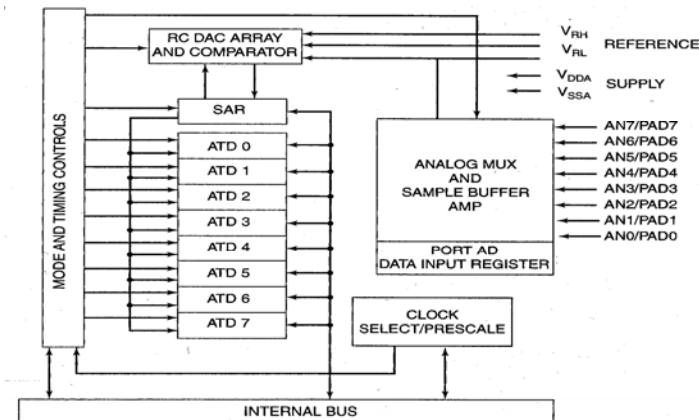 RC DAC ARRAY
AND COMPARATOR
V_RH
V_RL
REFERENCE
V_DDA
V_SSA
SUPPLY
SAR
MODE AND TIMING CONTROLS
ATD 0
ATD 1
ATD 2
ATD 3
ATD 4
ATD 5
ATD 6
ATD 7
ANALOG MUX
AND
SAMPLE BUFFER
AMP
PORT AD
DATA INPUT REGISTER
AN7/PAD7
AN6/PAD6
AN5/PAD5
AN4/PAD4
AN3/PAD3
AN2/PAD2
AN1/PAD1
AN0/PAD0
CLOCK
SELECT/PRESCALE
INTERNAL BUS